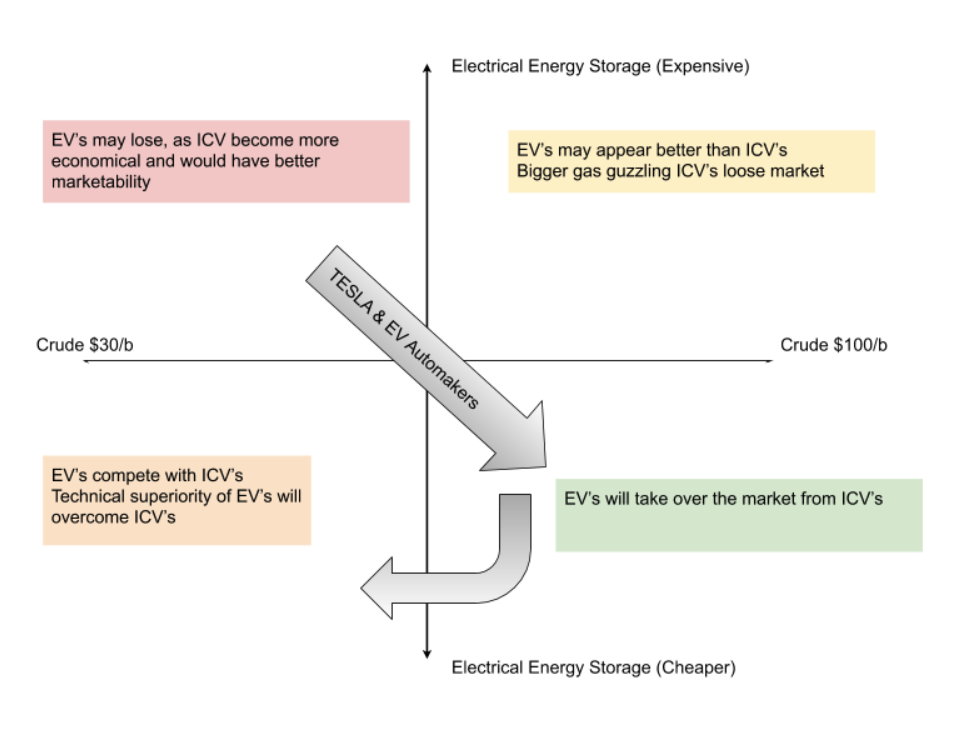 Electrical Energy Storage (Expensive)
EV's may lose, as ICV become more
economical and would have better
marketability
EV's may appear better than ICV's
Bigger gas guzzling ICV's loose market
TESLA & EV Automakers
Crude $30/b
Crude $100/b
EV's compete with ICV's
Technical superiority of EV's will
overcome ICV's
EV's will take over the market from ICV's
Electrical Energy Storage (Cheaper)